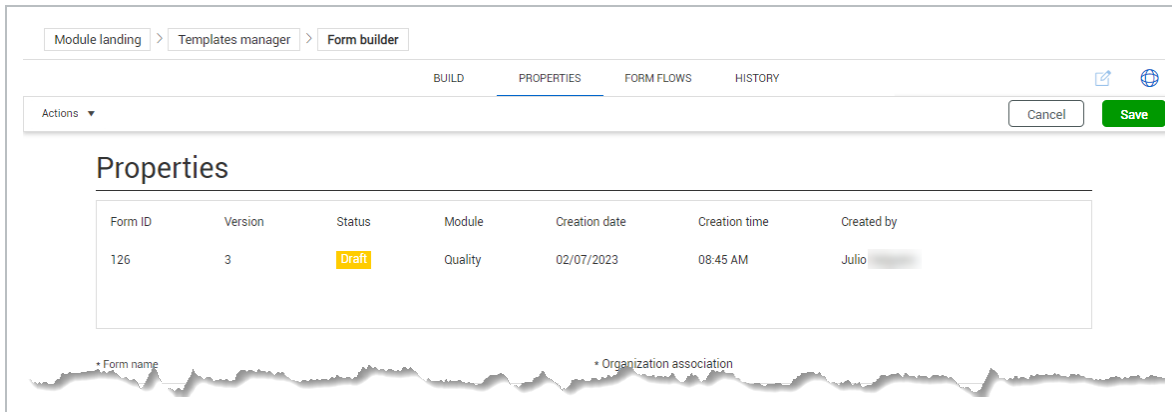 Module landing > Templates manager > Form builder
BUILD PROPERTIES FORM FLOWS HISTORY
Actions ▼ Cancel Save
Properties
Form ID Version Status Module Creation date Creation time Created by
126 3 Draft Quality 02/07/2023 08:45 AM Julio
* Form name * Organization association